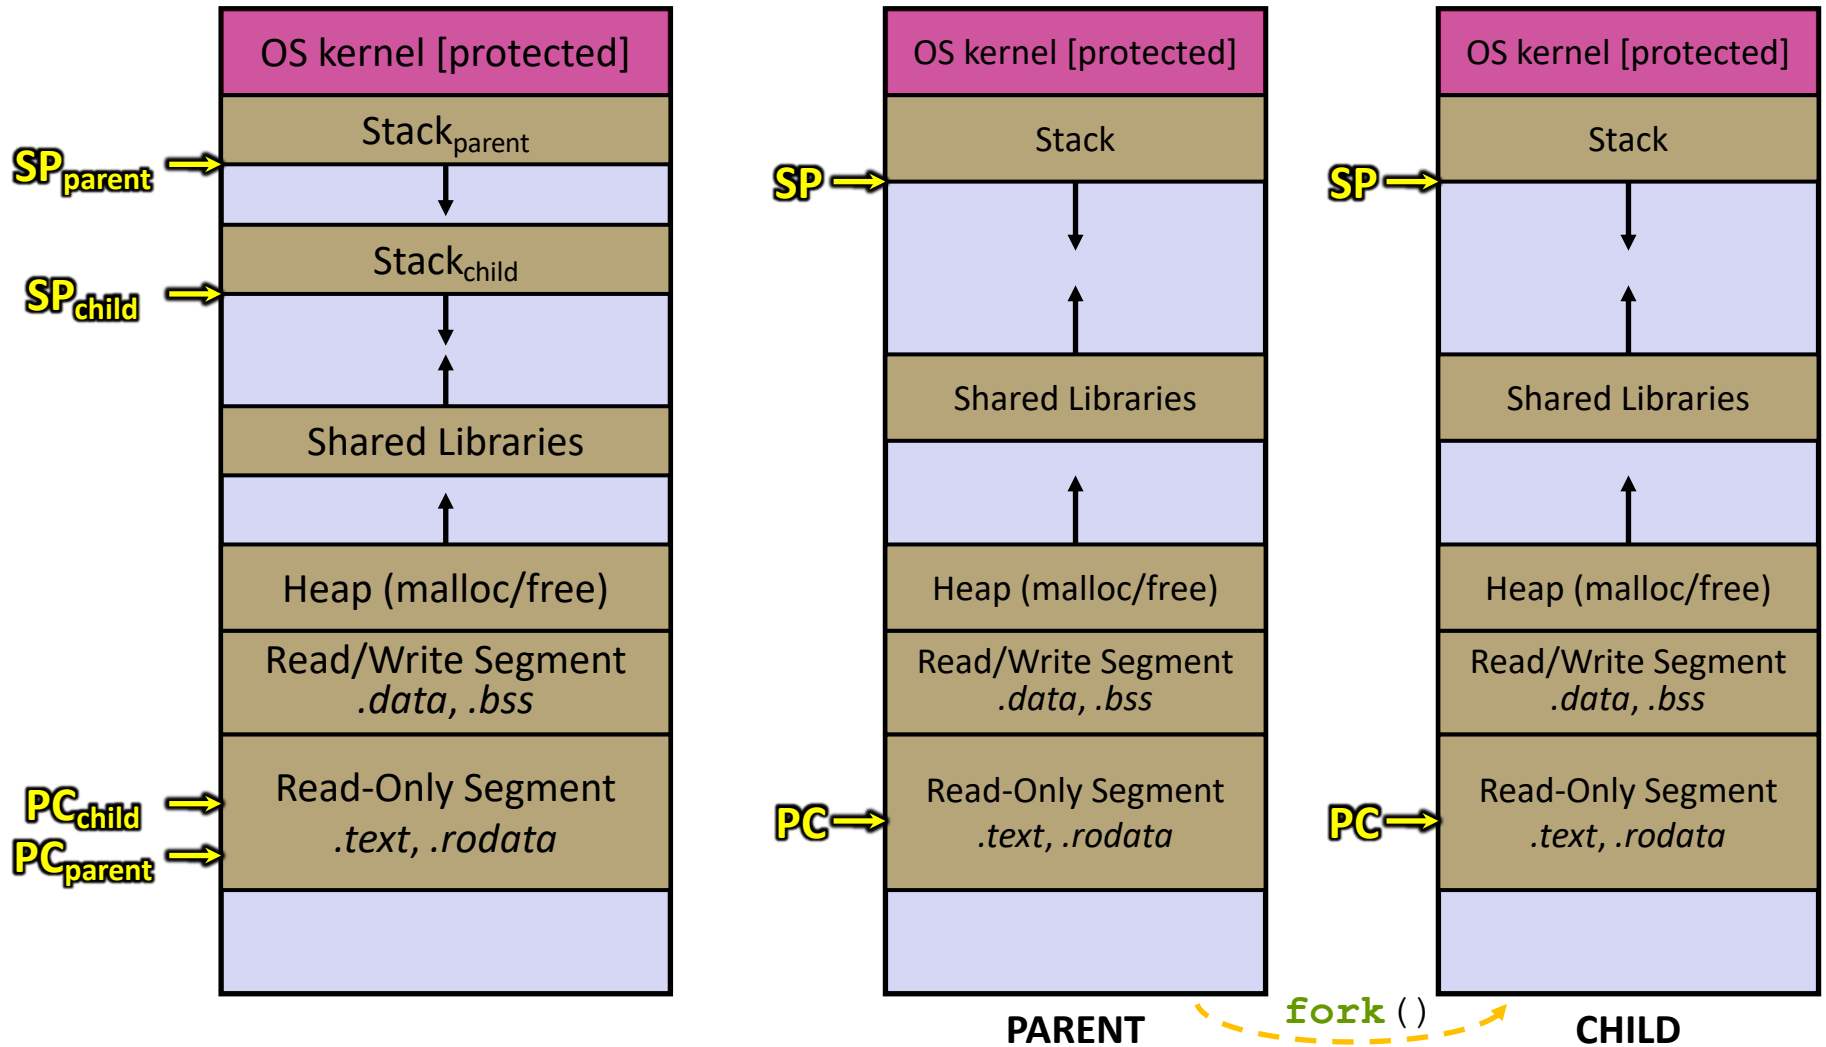 OS kernel [protected]
Stackparent
SPparent
Stackchild
SPchild
Shared Libraries
Heap (malloc/free)
Read/Write Segment
.data, .bss
Read-Only Segment
.text, .rodata
PCchild
PCparent
OS kernel [protected]
Stack
SP
Shared Libraries
Heap (malloc/free)
Read/Write Segment
.data, .bss
Read-Only Segment
.text, .rodata
PC
PARENT
fork()
OS kernel [protected]
Stack
SP
Shared Libraries
Heap (malloc/free)
Read/Write Segment
.data, .bss
Read-Only Segment
.text, .rodata
PC
CHILD